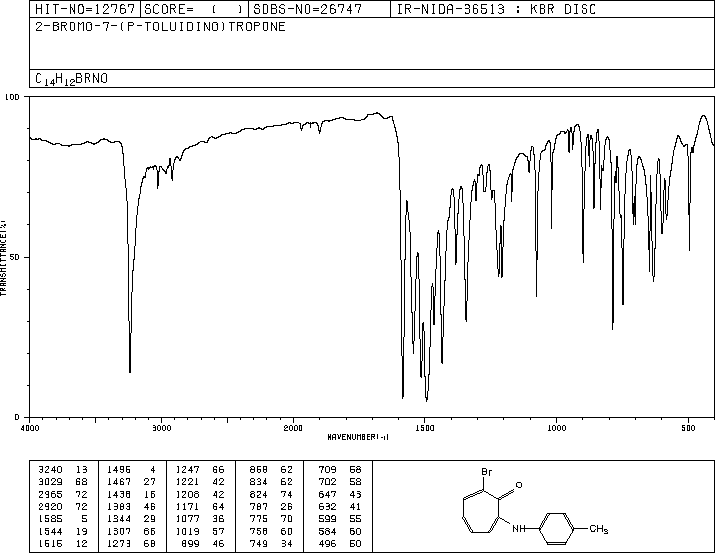 HIT-NO=12767 SCORE= ( ) SDBS-NO=26747 IR-NIDA-36513 : KBR DISC
2-BROMO-7-(P-TOLUIDINO)TROPONE
C14H12BRNO
100
50
0
TRANSMITTANCE(%)
4000 3000 2000 1500 1000 500
WAVENUMBER(-1)
3240 13 1496 4 1247 66 868 62 709 58
3029 68 1467 27 1221 42 834 62 702 58
2965 72 1438 16 1208 42 824 74 647 43
2920 72 1383 46 1171 64 787 26 632 41
1585 5 1344 29 1077 36 775 70 599 55
1544 19 1307 66 1019 57 758 60 584 60
1516 12 1273 68 899 46 749 34 496 50
Br
O
NH
CH3